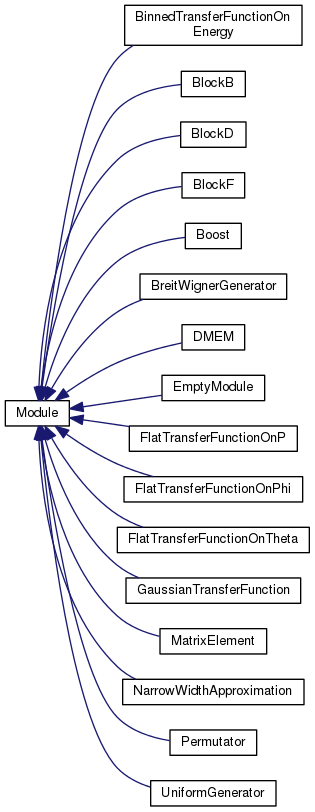 BinnedTransferFunctionOn
Energy
BlockB
BlockD
BlockF
Boost
BreitWignerGenerator
DMEM
EmptyModule
Module
FlatTransferFunctionOnP
FlatTransferFunctionOnPhi
FlatTransferFunctionOnTheta
GaussianTransferFunction
MatrixElement
NarrowWidthApproximation
Permutator
UniformGenerator